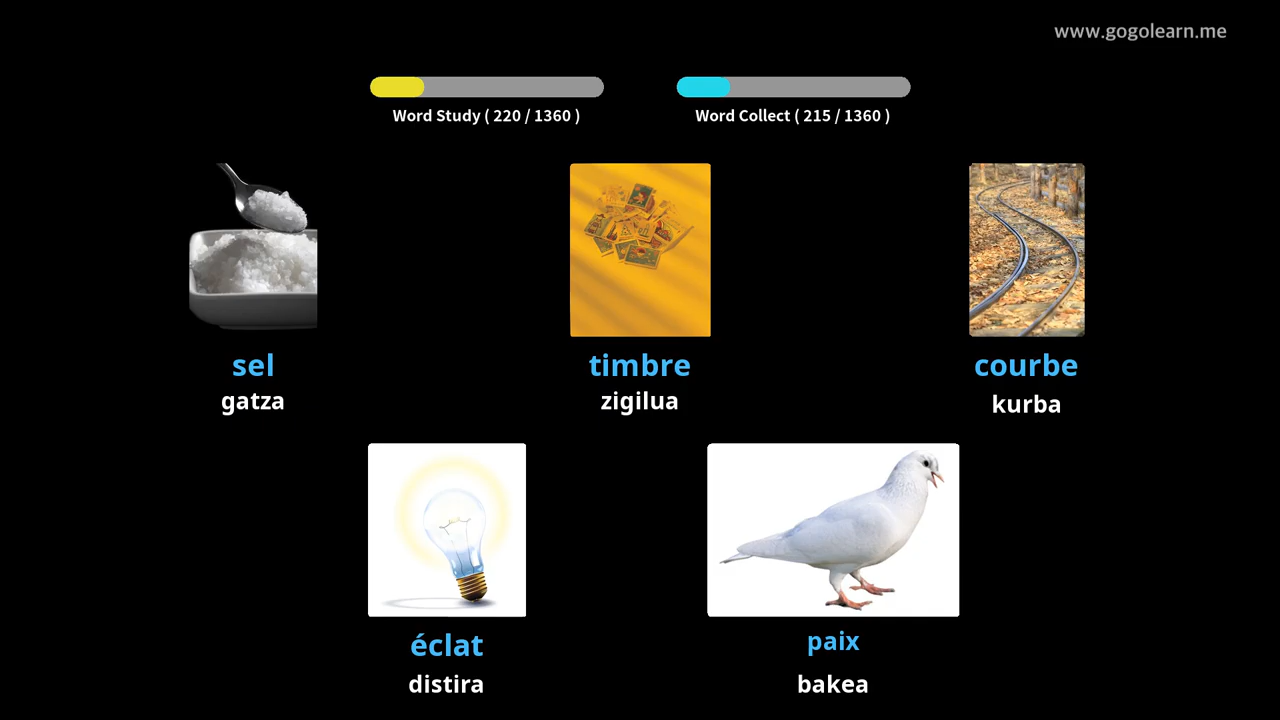 www.gogolearn.me
Word Study ( 220 / 1360 )
Word Collect ( 215 / 1360 )
sel
gatza
timbre
zigilua
courbe
kurba
éclat
distira
paix
bakea